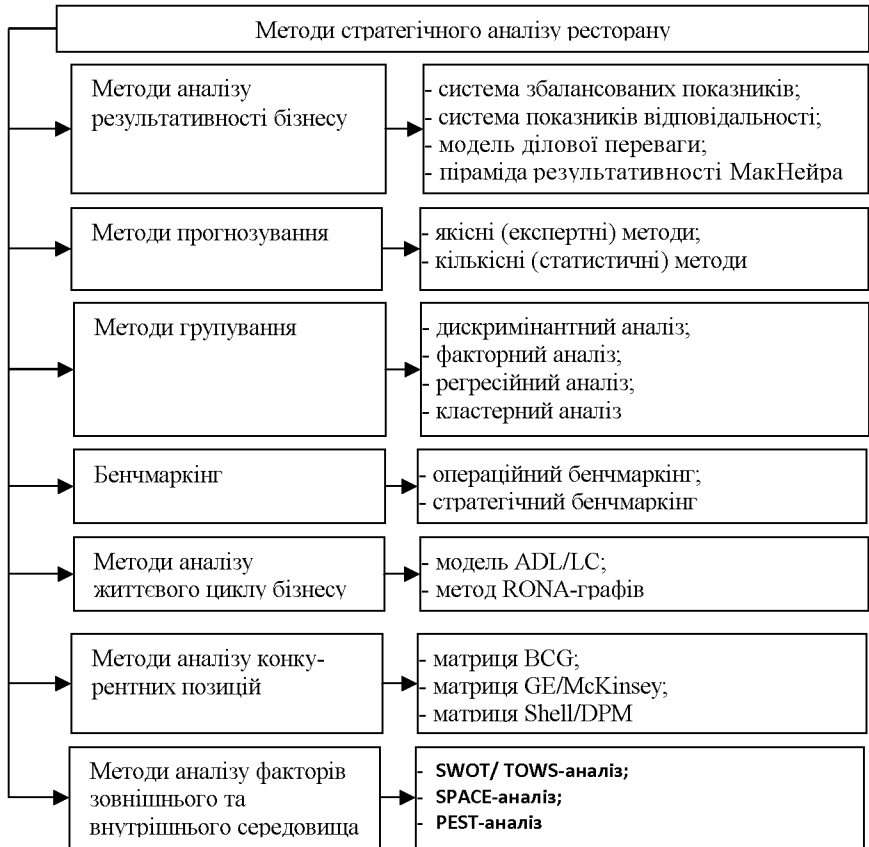 Методи стратегічного аналізу ресторану
Методи аналізу
результативності бізнесу
- система збалансованих показників;
- система показників відповідальності;
- модель ділової переваги;
- піраміда результативності МакНейра
Методи прогнозування
- якісні (експертні) методи;
- кількісні (статистичні) методи
Методи групування
- дискримінантний аналіз;
- факторний аналіз;
- регресійний аналіз;
- кластерний аналіз
Бенчмаркінг
- операційний бенчмаркінг;
- стратегічний бенчмаркінг
Методи аналізу
життєвого циклу бізнесу
- модель ADL/LC;
- метод RONA-графів
Методи аналізу конку-
рентних позицій
- матриця BCG;
- матриця GE/McKinsey;
- матриця Shell/DPM
Методи аналізу факторів
зовнішнього та
внутрішнього середовища
- SWOT/ TOWS-аналіз;
- SPACE-аналіз;
- PEST-аналіз